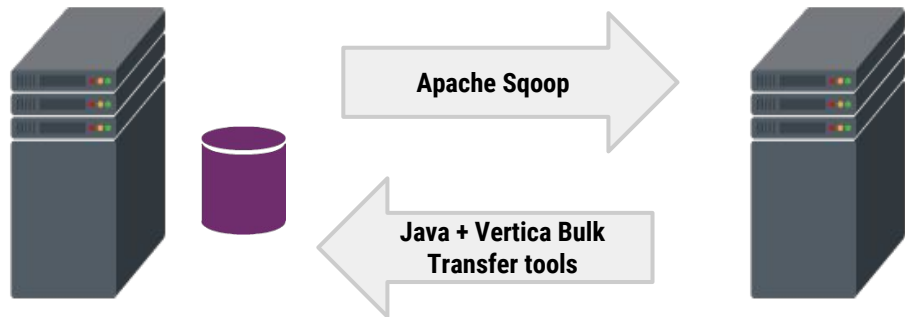 Apache Sqoop
Java + Vertica Bulk
Transfer tools